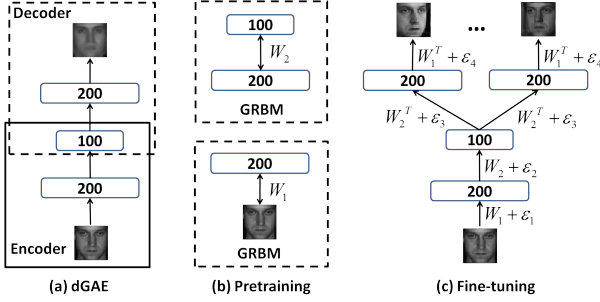 Decoder
200
100
200
Encoder
(a) dGAE
100
W₂
200
GRBM
200
W₁
GRBM
(b) Pretraining
...
W₁ᵀ + ε₄
W₁ᵀ + ε₄
200
200
W₂ᵀ + ε₃
W₂ᵀ + ε₃
100
W₂ + ε₂
200
W₁ + ε₁
(c) Fine-tuning